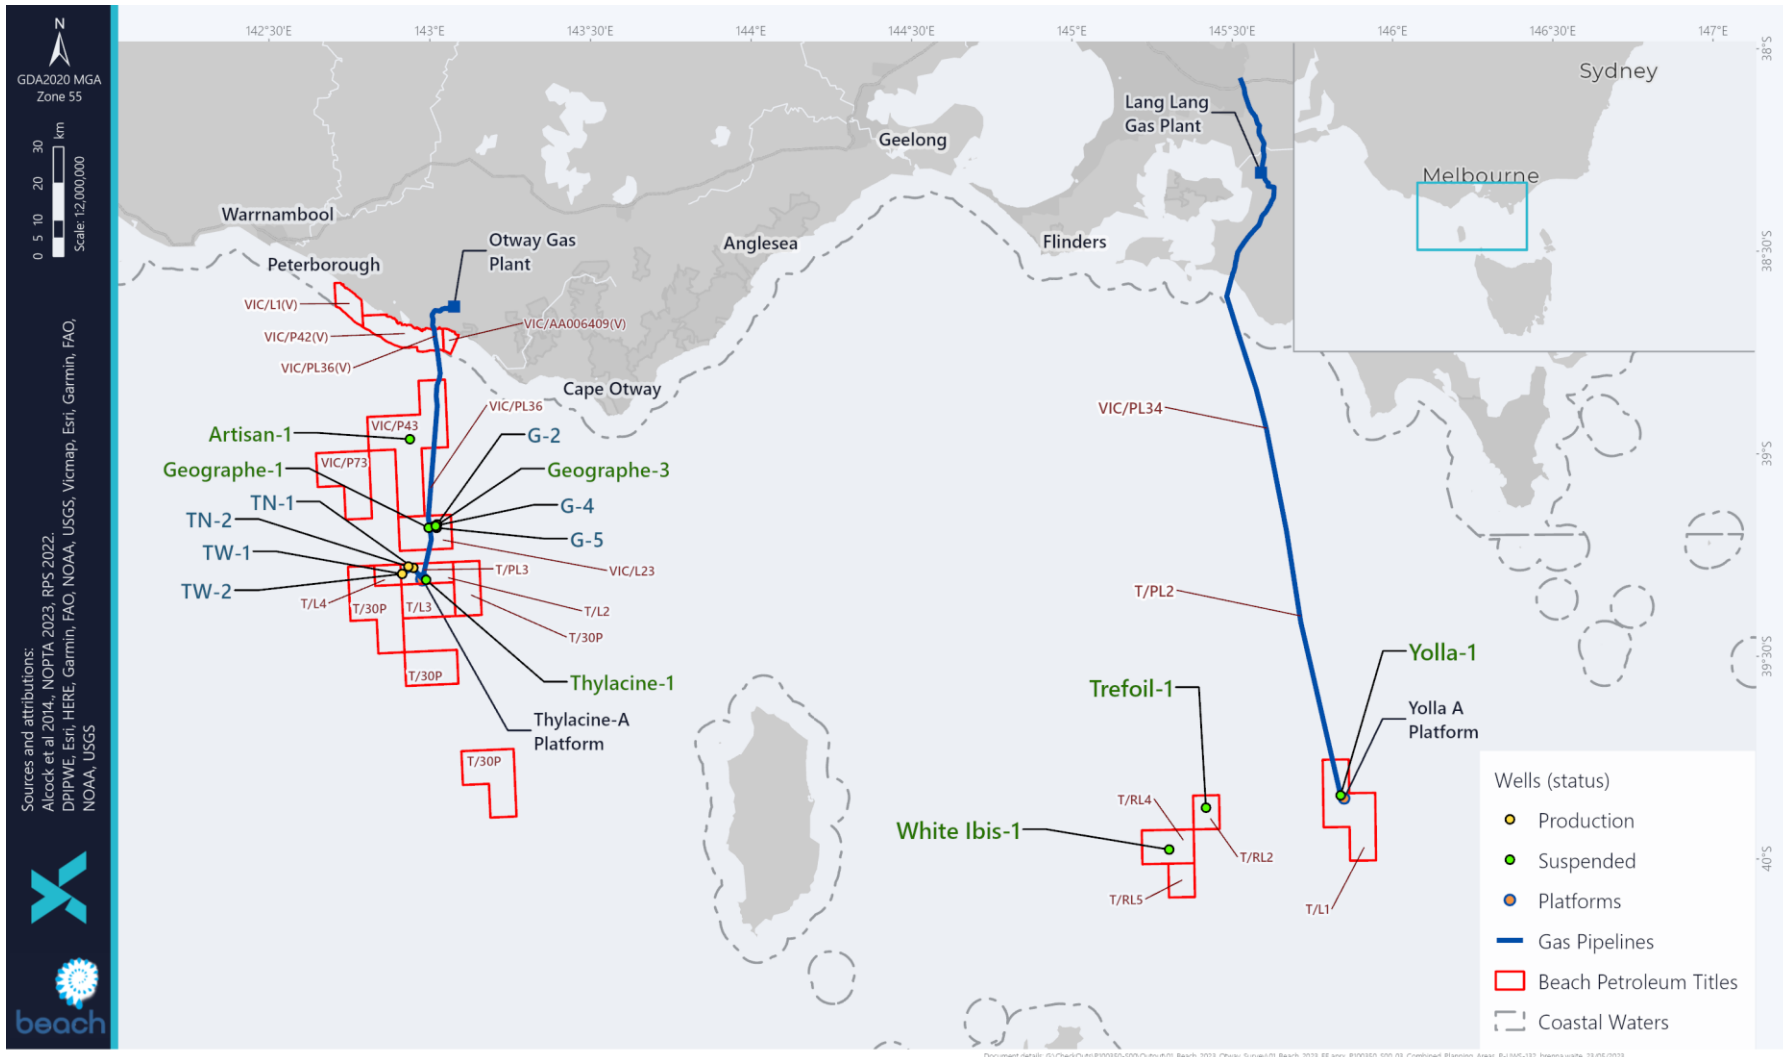 142°30'E
143°E
143°30'E
144°E
144°30'E
145°E
145°30'E
146°E
146°30'E
147°E
38°S
38°30'S
39°S
39°30'S
40°S
N
GDA2020 MGA
Zone 55
0 5 10 20 30 km
Scale: 1:2,000,000
Sources and attributions:
Alcock et al 2014, NOPTA 2023, RPS 2022.
DPIPWE, Esri, HERE, Garmin, FAO, NOAA, USGS, Vicmap, Esri, Garmin, FAO,
NOAA, USGS
beach
Sydney
Melbourne
Lang Lang
Gas Plant
Geelong
Warrnambool
Otway Gas
Plant
Anglesea
Flinders
Peterborough
VIC/L1(V)
VIC/P42(V)
VIC/AA006409(V)
VIC/PL36(V)
Cape Otway
VIC/PL36
VIC/PL34
VIC/P43
Artisan-1
G-2
VIC/P73
Geographe-1
Geographe-3
TN-1
G-4
TN-2
G-5
TW-1
T/PL3
VIC/L23
TW-2
T/L4
T/30P
T/L3
T/L2
T/30P
T/PL2
T/30P
Thylacine-1
Thylacine-A
Platform
T/30P
Yolla-1
Trefoil-1
Yolla A
Platform
T/RL4
White Ibis-1
T/RL2
T/RL5
T/L1
Wells (status)
Production
Suspended
Platforms
Gas Pipelines
Beach Petroleum Titles
Coastal Waters